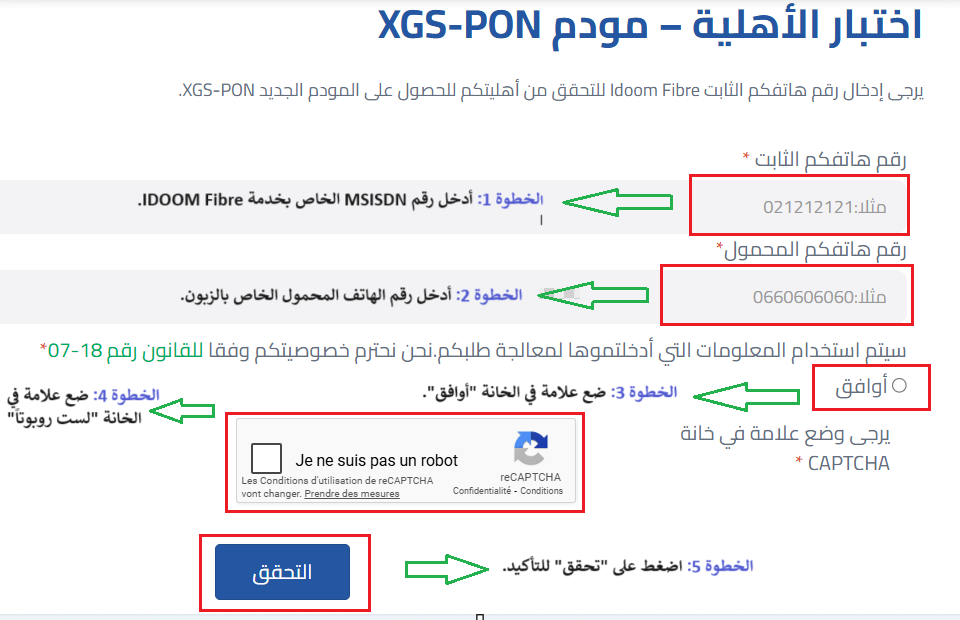 اختبار الأهلية – مودم XGS-PON
يرجى إدخال رقم هاتفكم الثابت Idoom Fibre للتحقق من أهليتكم للحصول على المودم الجديد XGS-PON.
رقم هاتفكم الثابت *
مثلا:021212121
الخطوة 1: أدخل رقم MSISDN الخاص بخدمة IDOOM Fibre.
رقم هاتفكم المحمول*
مثلا:0660606060
الخطوة 2: أدخل رقم الهاتف المحمول الخاص بالزبون.
سيتم استخدام المعلومات التي أدخلتموها لمعالجة طلبكم.نحن نحترم خصوصيتكم وفقا للقانون رقم 18-07*
أوافق
الخطوة 3: ضع علامة في الخانة "أوافق".
الخطوة 4: ضع علامة في
الخانة "لست روبوتاً"
يرجى وضع علامة في خانة
CAPTCHA *
Je ne suis pas un robot
reCAPTCHA
Les Conditions d'utilisation de reCAPTCHA
vont changer. Prendre des mesures
Confidentialité - Conditions
التحقق
الخطوة 5: اضغط على "تحقق" للتأكيد.